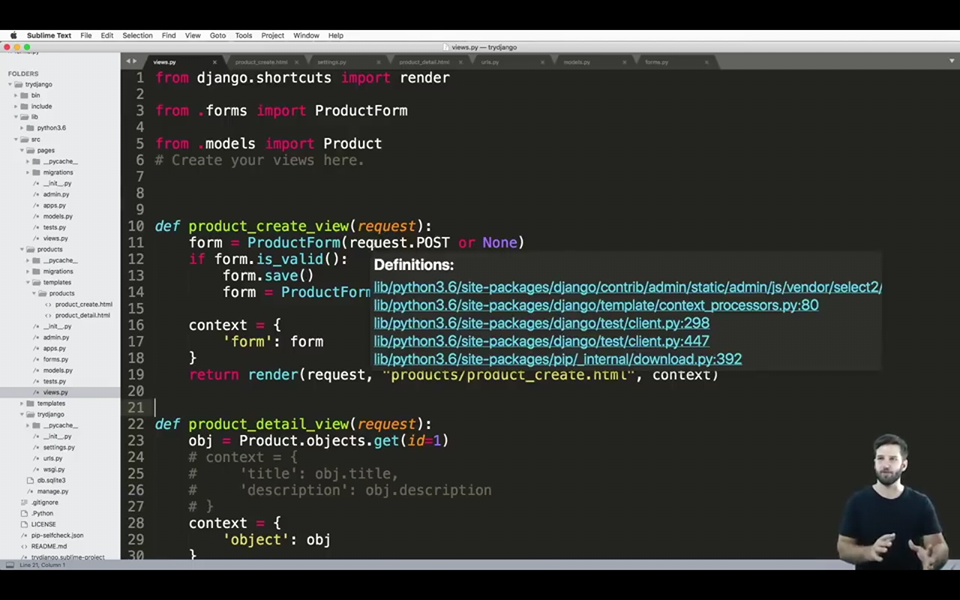 Sublime Text File Edit Selection Find View Goto Tools Project Window Help
views.py — trydjango
views.py × product_create.html × settings.py × product_detail.html × urls.py × models.py × forms.py ×
FOLDERS
trydjango
bin
include
lib
python3.6
src
pages
__pycache__
migrations
__init__.py
admin.py
apps.py
models.py
tests.py
views.py
products
__pycache__
migrations
templates
products
product_create.html
product_detail.html
__init__.py
admin.py
apps.py
forms.py
models.py
tests.py
views.py
templates
trydjango
__pycache__
__init__.py
settings.py
urls.py
wsgi.py
db.sqlite3
manage.py
.gitignore
.Python
LICENSE
pip-selfcheck.json
README.md
trydjango.sublime-project
1 from django.shortcuts import render
2
3 from .forms import ProductForm
4
5 from .models import Product
6 # Create your views here.
7
8
9
10 def product_create_view(request):
11 form = ProductForm(request.POST or None)
12 if form.is_valid():
13 form.save()
14 form = ProductForm
15
16 context = {
17 'form': form
18 }
19 return render(request, "products/product_create.html", context)
20
21
22 def product_detail_view(request):
23 obj = Product.objects.get(id=1)
24 # context = {
25 # 'title': obj.title,
26 # 'description': obj.description
27 # }
28 context = {
29 'object': obj
30 }
Definitions:
lib/python3.6/site-packages/django/contrib/admin/static/admin/js/vendor/select2/
lib/python3.6/site-packages/django/template/context_processors.py:80
lib/python3.6/site-packages/django/test/client.py:298
lib/python3.6/site-packages/django/test/client.py:447
lib/python3.6/site-packages/pip/_internal/download.py:392
Line 21, Column 1